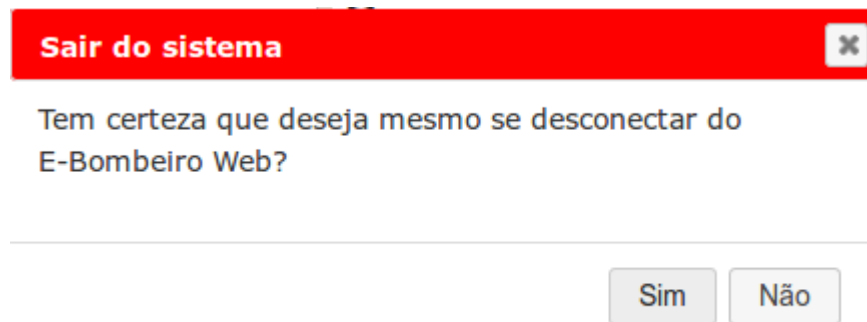 Sair do sistema
Tem certeza que deseja mesmo se desconectar do
E-Bombeiro Web?
Sim
Não